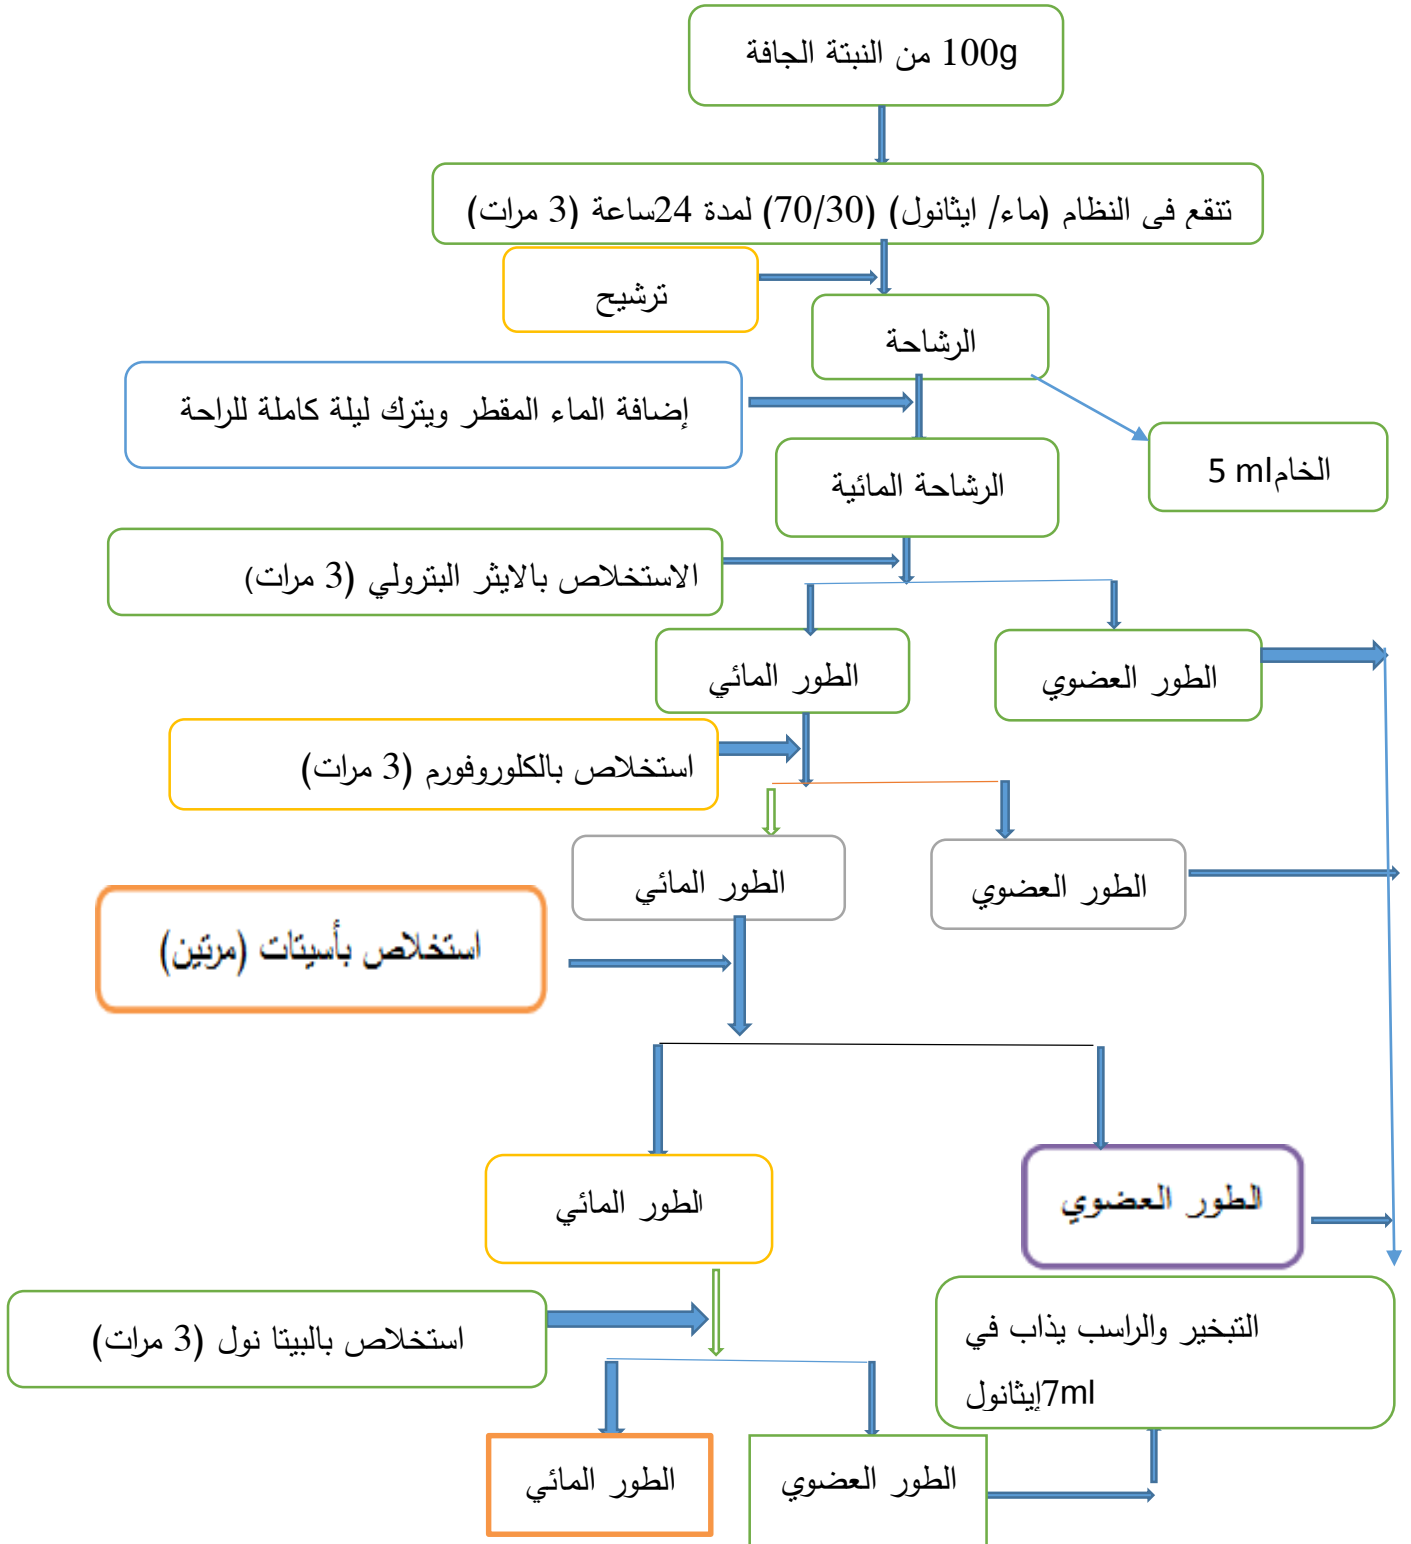 100g من النبتة الجافة
تنقع في النظام (ماء/ ايثانول) (70/30) لمدة 24ساعة (3 مرات)
ترشيح
الرشاحة
إضافة الماء المقطر ويترك ليلة كاملة للراحة
الخام5 ml
الرشاحة المائية
الاستخلاص بالايثر البترولي (3 مرات)
الطور المائي
الطور العضوي
استخلاص بالكلوروفورم (3 مرات)
الطور المائي
الطور العضوي
استخلاص بأسيتات (مرتين)
الطور المائي
الطور العضوي
استخلاص بالبيتا نول (3 مرات)
التبخير والراسب يذاب في
7mlإيثانول
الطور المائي
الطور العضوي